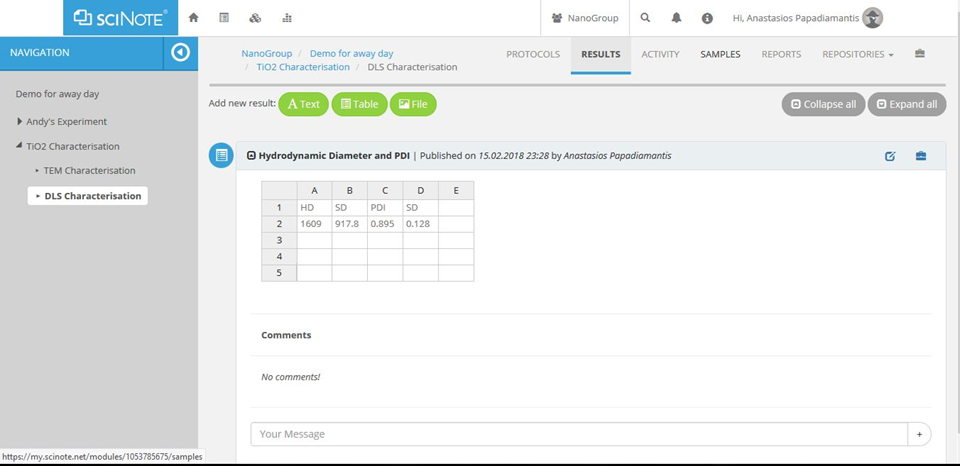 SCINOTE
NanoGroup
Hi, Anastasios Papadiamantis
NAVIGATION
NanoGroup / Demo for away day
/ TiO2 Characterisation / DLS Characterisation
PROTOCOLS RESULTS ACTIVITY SAMPLES REPORTS REPOSITORIES
Demo for away day
Andy's Experiment
TiO2 Characterisation
TEM Characterisation
DLS Characterisation
Add new result: A Text Table File
Collapse all Expand all
Hydrodynamic Diameter and PDI | Published on 15.02.2018 23:28 by Anastasios Papadiamantis
A B C D E
1 HD SD PDI SD
2 1609 917.8 0.895 0.128
3
4
5
Comments
No comments!
Your Message +
https://my.scinote.net/modules/1053785675/samples